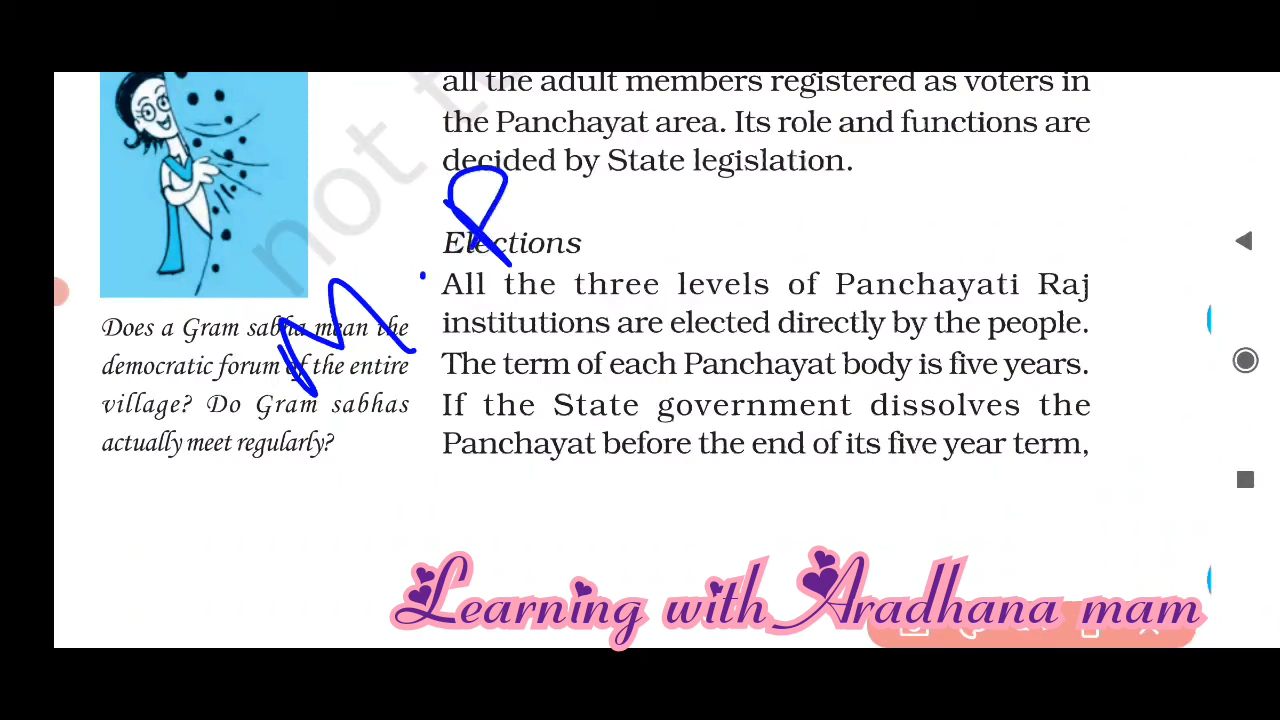 all the adult members registered as voters in
the Panchayat area. Its role and functions are
decided by State legislation.
Elections
All the three levels of Panchayati Raj
institutions are elected directly by the people.
The term of each Panchayat body is five years.
If the State government dissolves the
Panchayat before the end of its five year term,
Does a Gram sabha mean the
democratic forum of the entire
village? Do Gram sabhas
actually meet regularly?
M.P
not
Learning with Aradhana mam